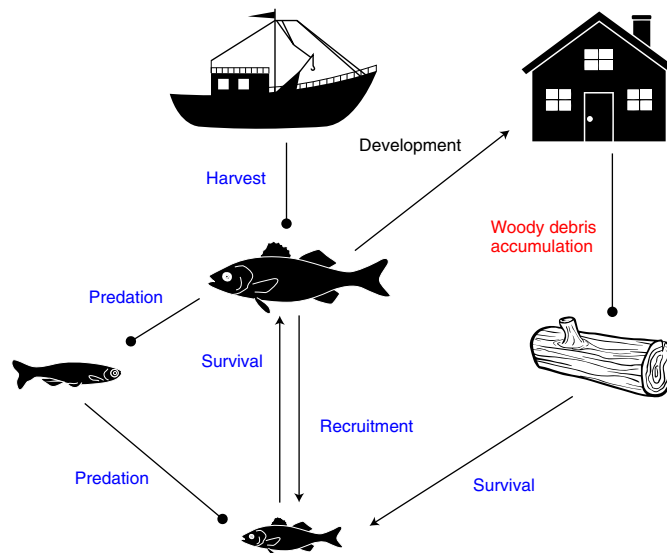 Development
Harvest
Woody debris
accumulation
Predation
Survival
Recruitment
Predation
Survival